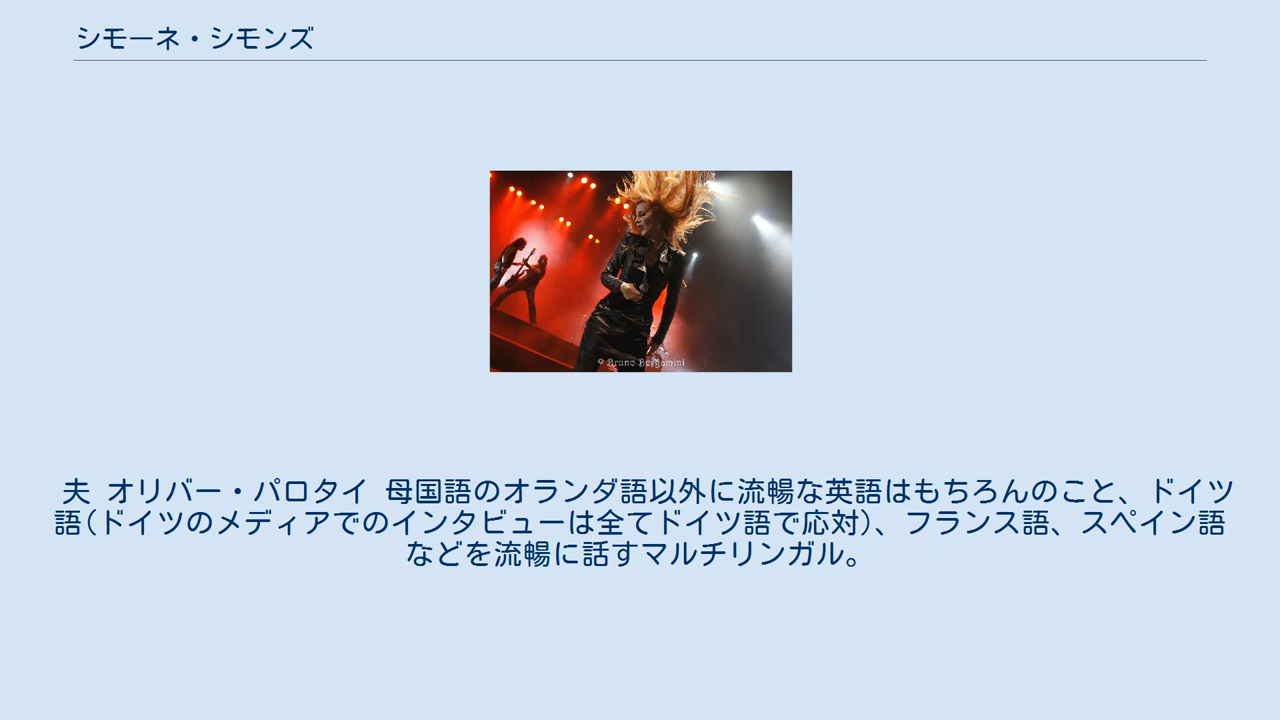 シモーネ・シモンズ
© Bruno Bergamini
夫 オリバー・パロタイ 母国語のオランダ語以外に流暢な英語はもちろんのこと、ドイツ
語(ドイツのメディアでのインタビューは全てドイツ語で応対)、フランス語、スペイン語
などを流暢に話すマルチリンガル。